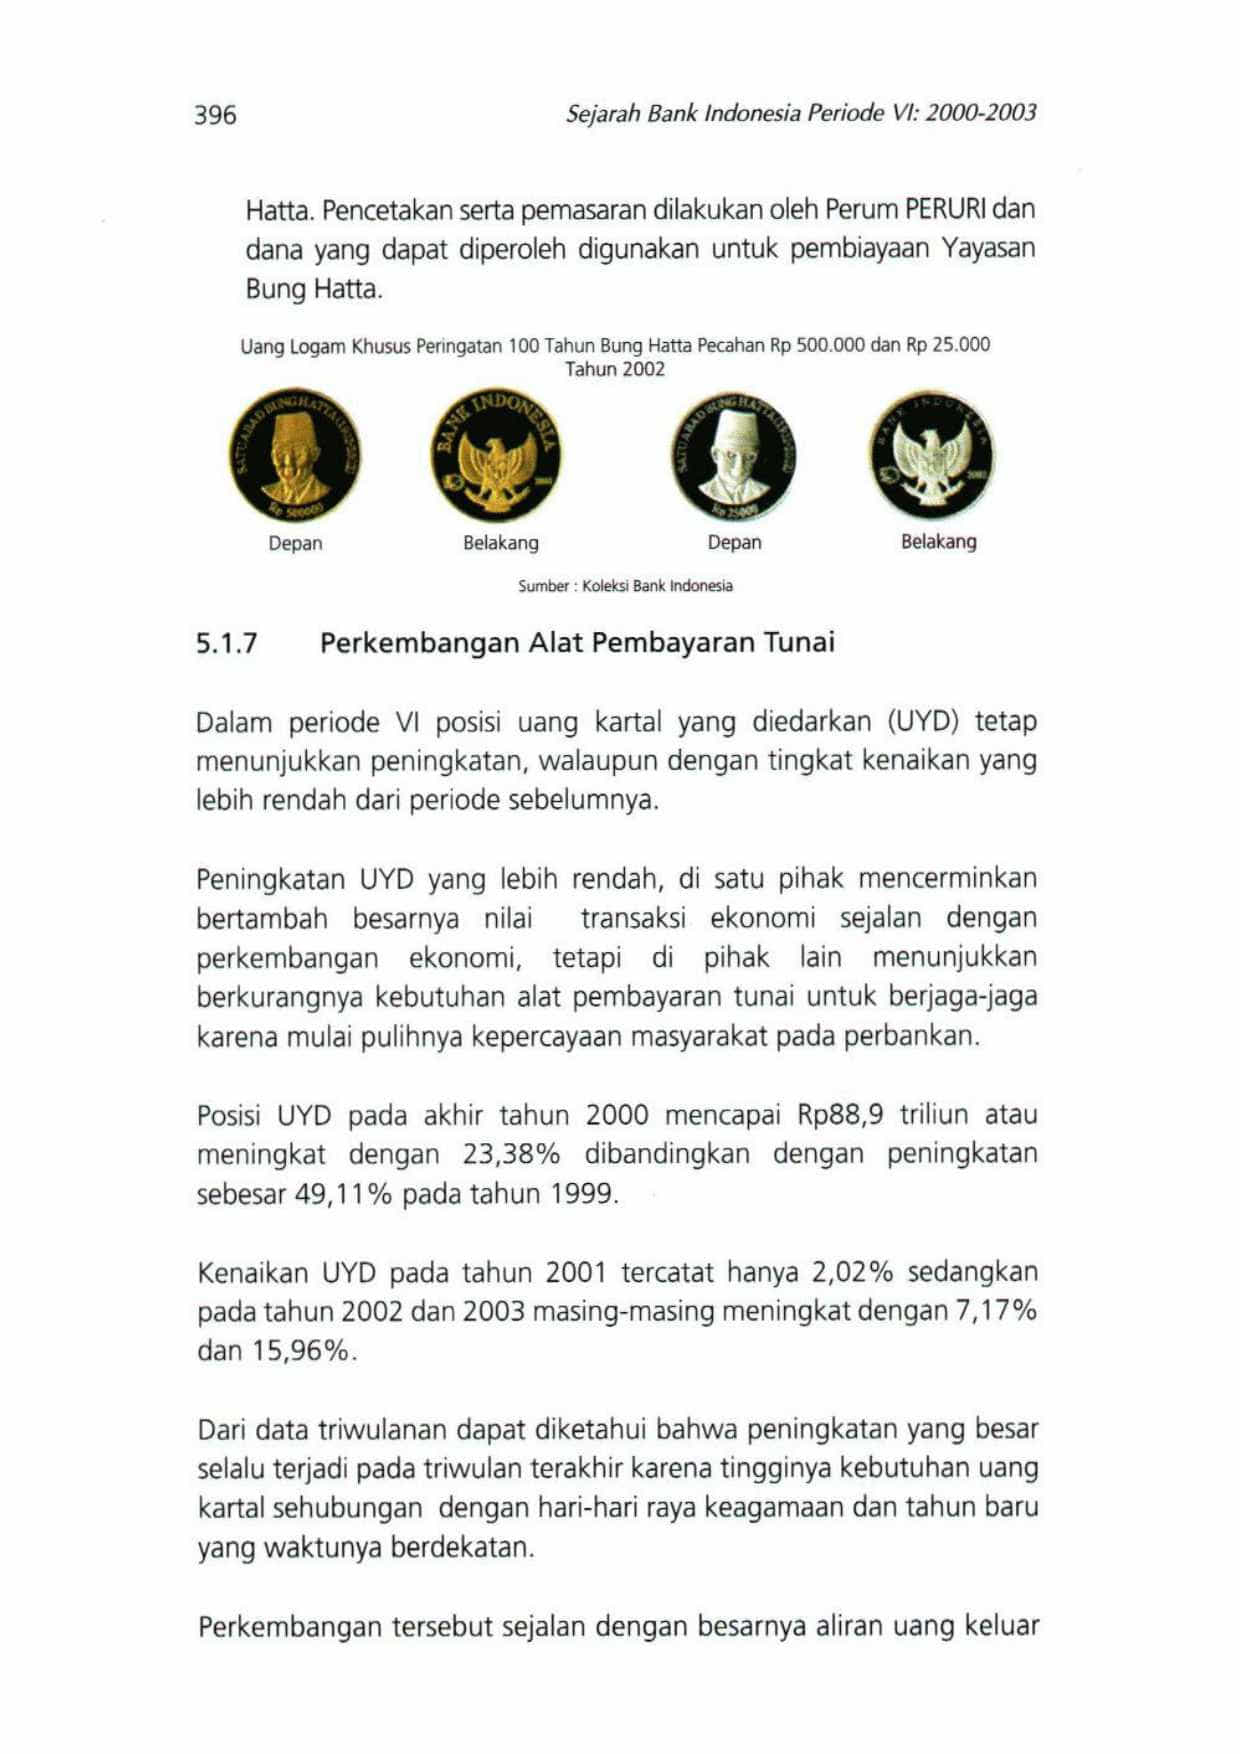 396
Sejarah Bank Indonesia Periode VI: 2000-2003
Hatta. Pencetakan serta pemasaran dilakukan oleh Perum PERURI dan
dana yang dapat diperoleh digunakan untuk pembiayaan Yayasan
Bung Hatta.
Uang Logam Khusus Peringatan 100 Tahun Bung Hatta Pecahan Rp 500.000 dan Rp 25.000
Tahun 2002
SATU ABAD BUNG HATTA
Rp 500000
BANK INDONESIA
SATU ABAD BUNG HATTA
Rp 25000
BANK INDONESIA
Depan
Belakang
Depan
Belakang
Sumber : Koleksi Bank Indonesia
5.1.7 Perkembangan Alat Pembayaran Tunai
Dalam periode VI posisi uang kartal yang diedarkan (UYD) tetap
menunjukkan peningkatan, walaupun dengan tingkat kenaikan yang
lebih rendah dari periode sebelumnya.
Peningkatan UYD yang lebih rendah, di satu pihak mencerminkan
bertambah besarnya nilai transaksi ekonomi sejalan dengan
perkembangan ekonomi, tetapi di pihak lain menunjukkan
berkurangnya kebutuhan alat pembayaran tunai untuk berjaga-jaga
karena mulai pulihnya kepercayaan masyarakat pada perbankan.
Posisi UYD pada akhir tahun 2000 mencapai Rp88,9 triliun atau
meningkat dengan 23,38% dibandingkan dengan peningkatan
sebesar 49,11% pada tahun 1999.
Kenaikan UYD pada tahun 2001 tercatat hanya 2,02% sedangkan
pada tahun 2002 dan 2003 masing-masing meningkat dengan 7,17%
dan 15,96%.
Dari data triwulanan dapat diketahui bahwa peningkatan yang besar
selalu terjadi pada triwulan terakhir karena tingginya kebutuhan uang
kartal sehubungan dengan hari-hari raya keagamaan dan tahun baru
yang waktunya berdekatan.
Perkembangan tersebut sejalan dengan besarnya aliran uang keluar